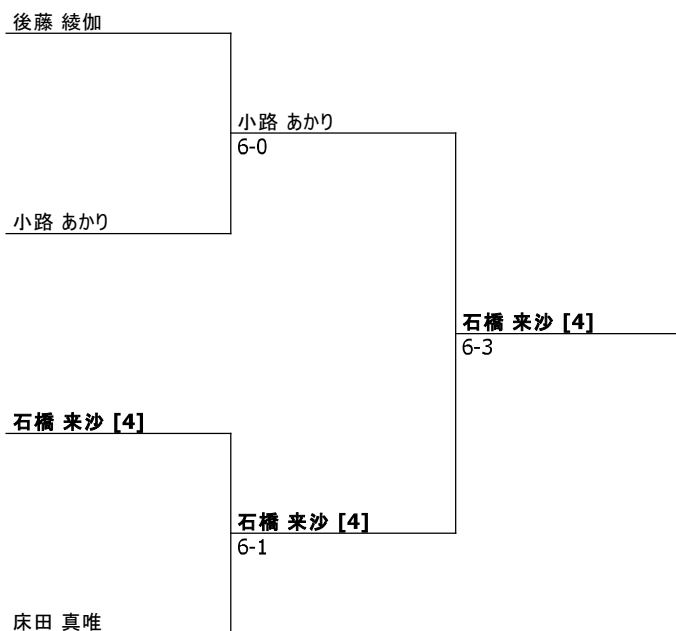 後藤 綾伽
小路 あかり
6-0
小路 あかり
石橋 来沙 [4]
6-3
石橋 来沙 [4]
石橋 来沙 [4]
6-1
床田 真唯